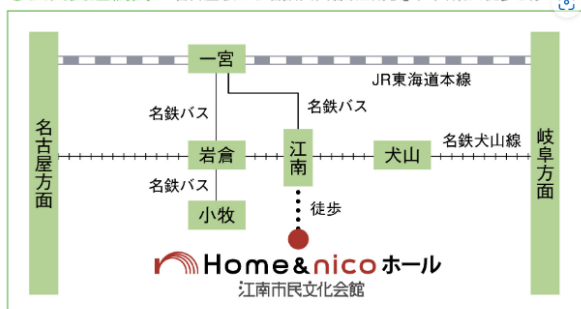 一宮
JR東海道本線
名鉄バス
名鉄バス
名古屋方面
岩倉
江南
犬山
名鉄犬山線
岐阜方面
名鉄バス
小牧
徒歩
Home&nicoホール
江南市民文化会館